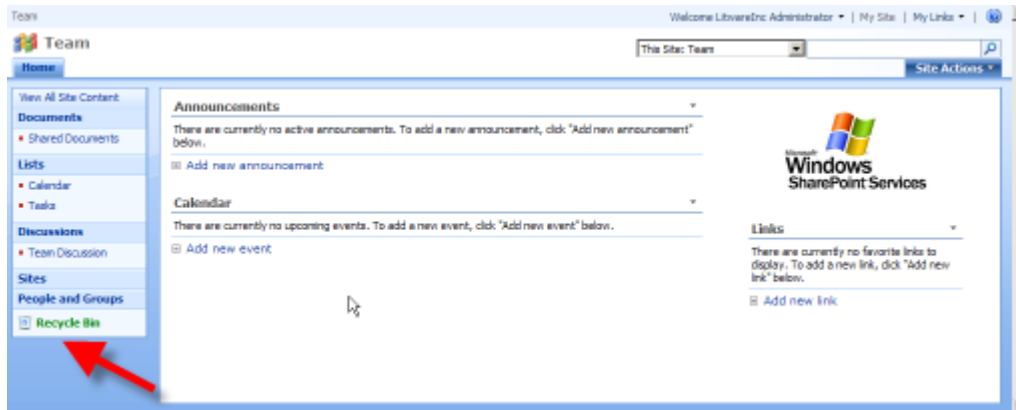 Team
Welcome LitwareInc Administrator | My Site | My Links |
Team
This Site: Team
Home
Site Actions
View All Site Content
Documents
Shared Documents
Lists
Calendar
Tasks
Discussions
Team Discussion
Sites
People and Groups
Recycle Bin
Announcements
There are currently no active announcements. To add a new announcement, click "Add new announcement"
below.
Add new announcement
Calendar
There are currently no upcoming events. To add a new event, click "Add new event" below.
Add new event
Microsoft
Windows
SharePoint Services
Links
There are currently no favorite links to
display. To add a new link, click "Add new
link" below.
Add new link